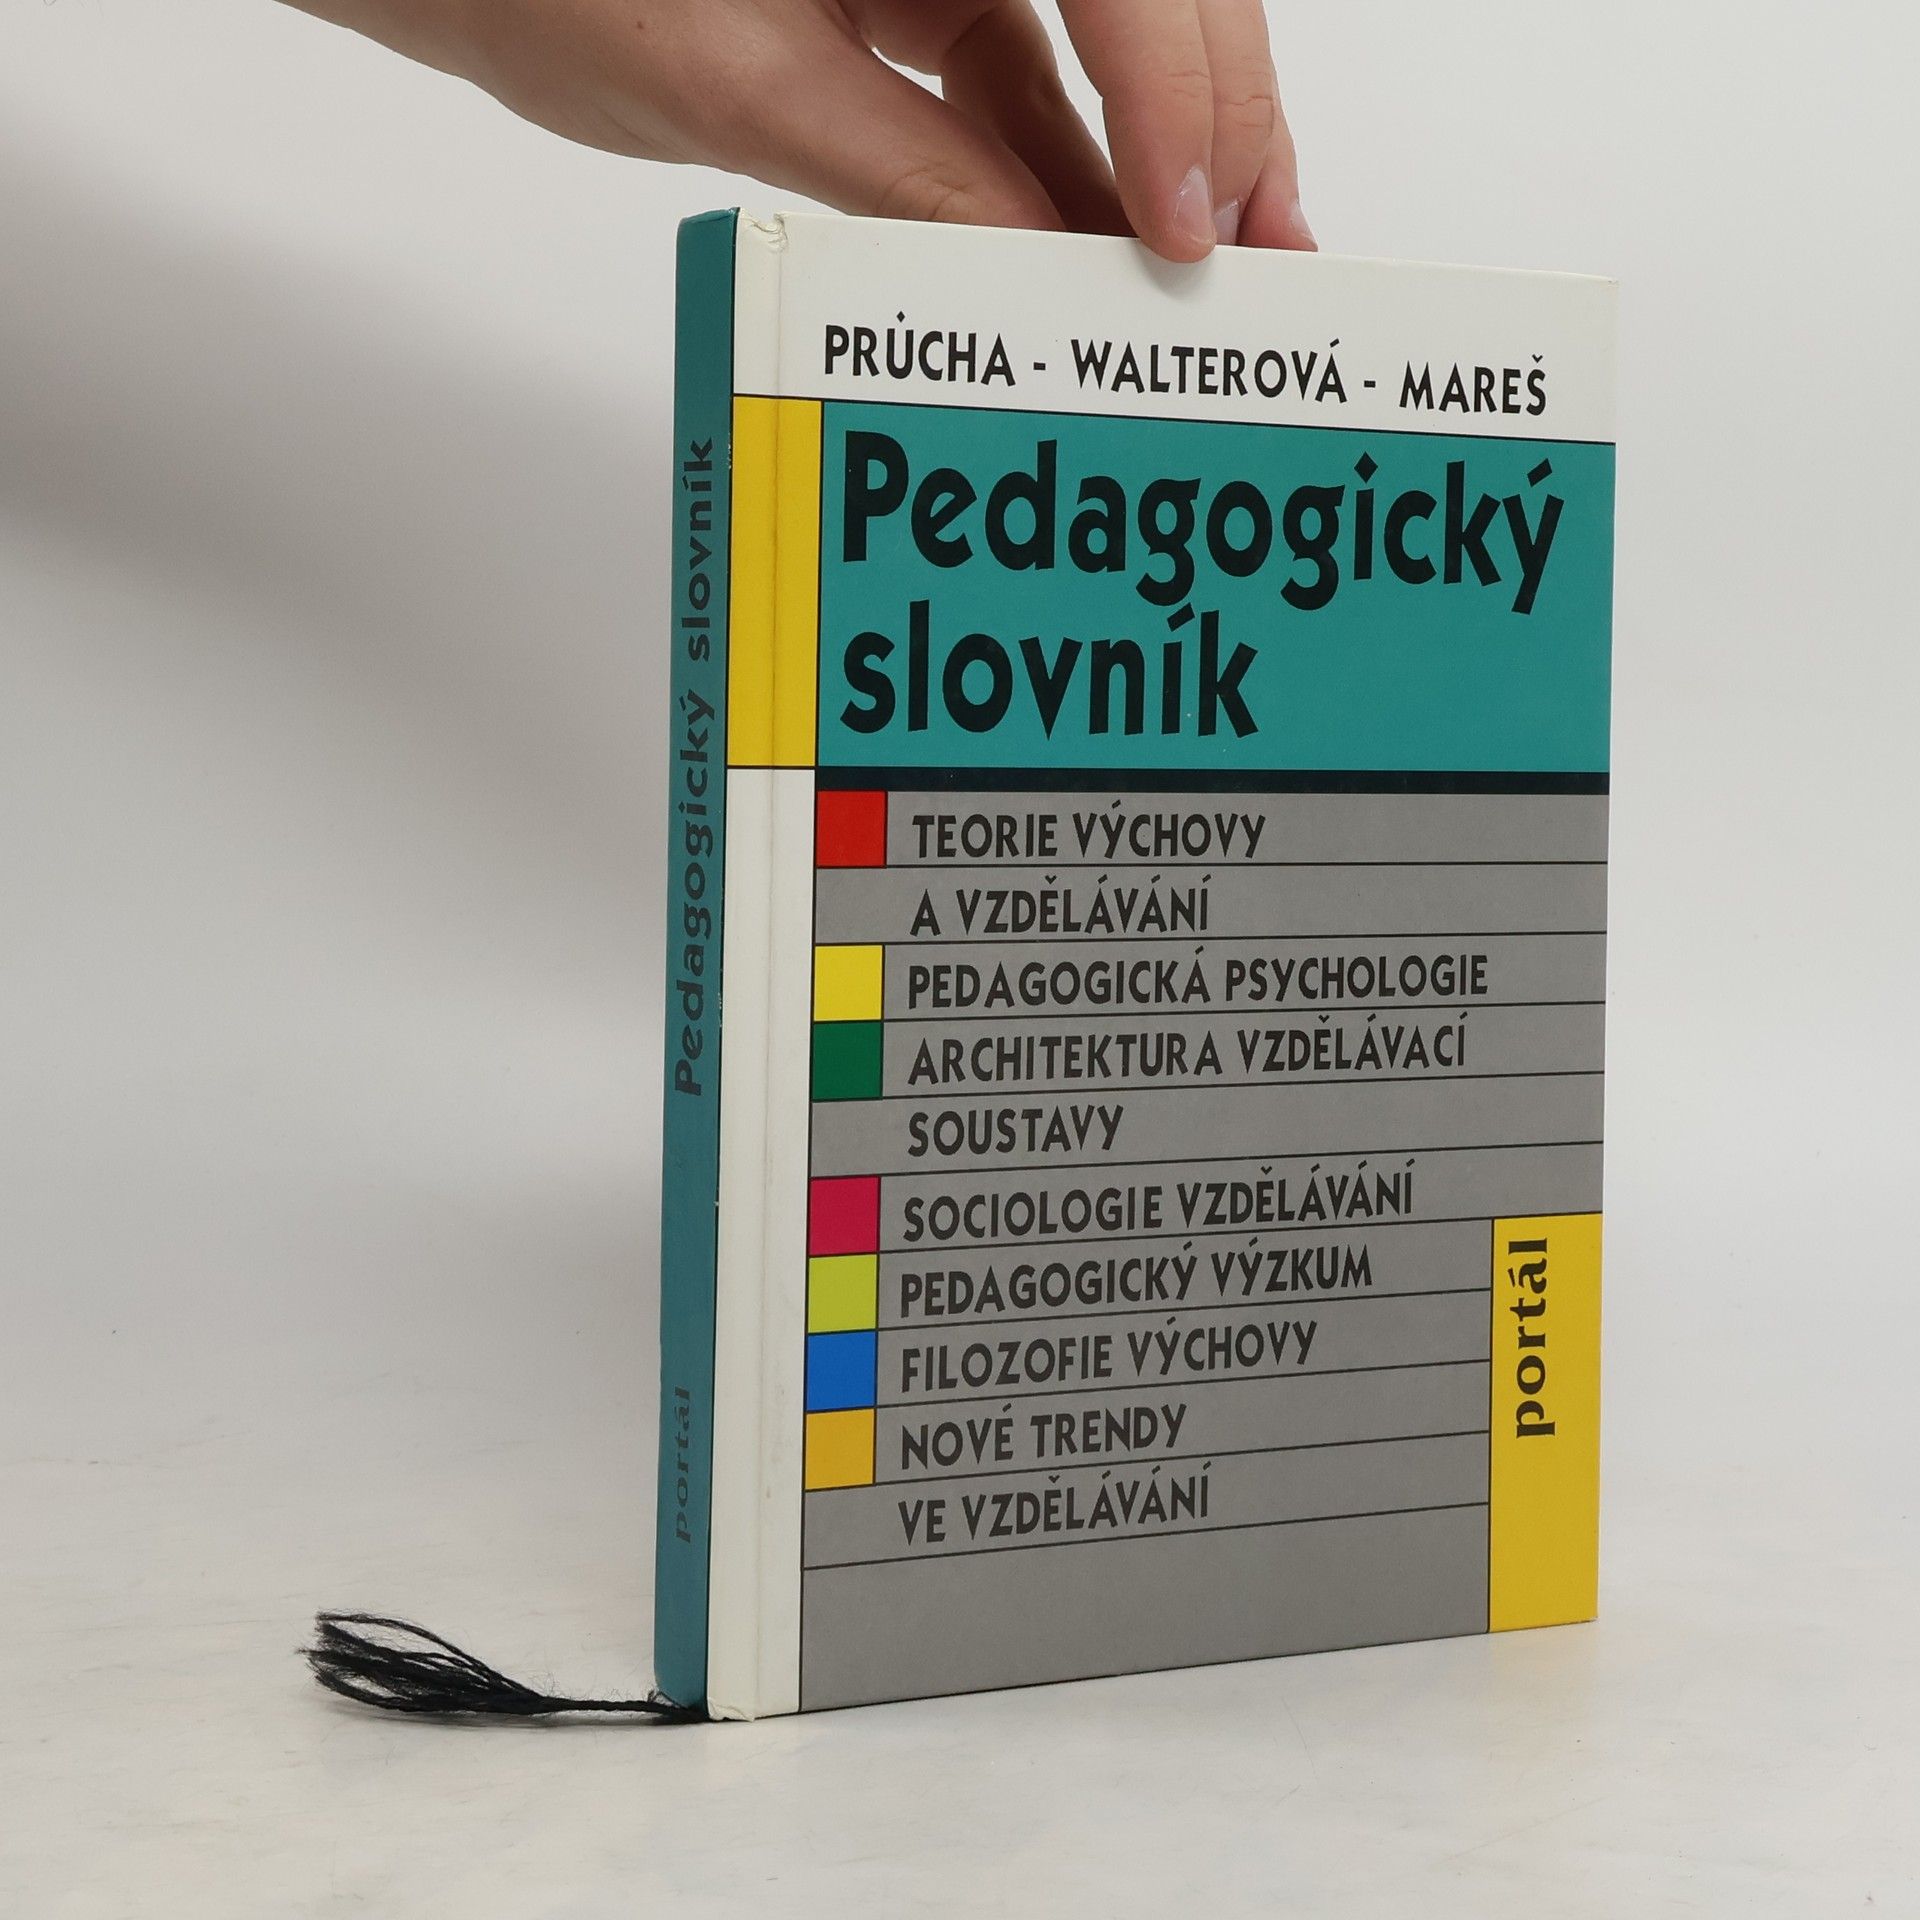 PRŮCHA - WALTEROVÁ - MAREŠ
Pedagogický
slovník
TEORIE VÝCHOVY
A VZDĚLÁVÁNÍ
PEDAGOGICKÁ PSYCHOLOGIE
ARCHITEKTURA VZDĚLÁVACÍ
SOUSTAVY
SOCIOLOGIE VZDĚLÁVÁNÍ
PEDAGOGICKÝ VÝZKUM
FILOZOFIE VÝCHOVY
NOVÉ TRENDY
VE VZDĚLÁVÁNÍ
portál
Pedagogický slovník
portál